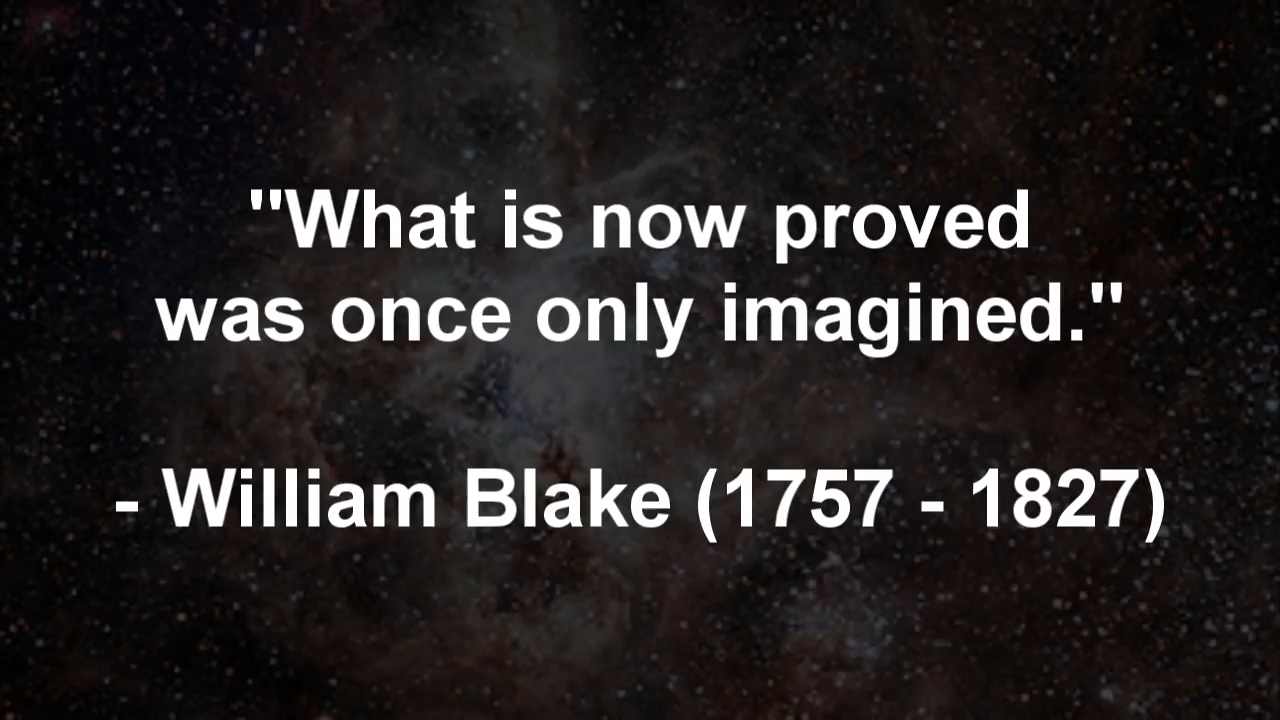 "What is now proved
was once only imagined."
- William Blake (1757 - 1827)